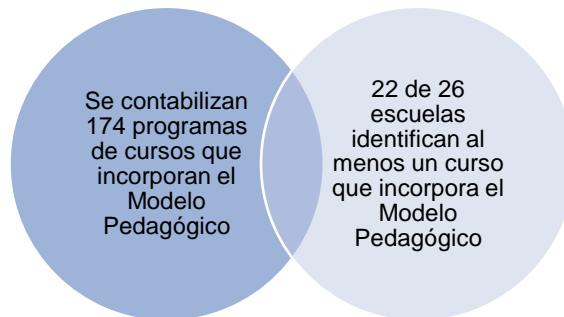 Se contabilizan
174 programas
de cursos que
incorporan el
Modelo
Pedagógico
22 de 26
escuelas
identifican al
menos un curso
que incorpora el
Modelo
Pedagógico